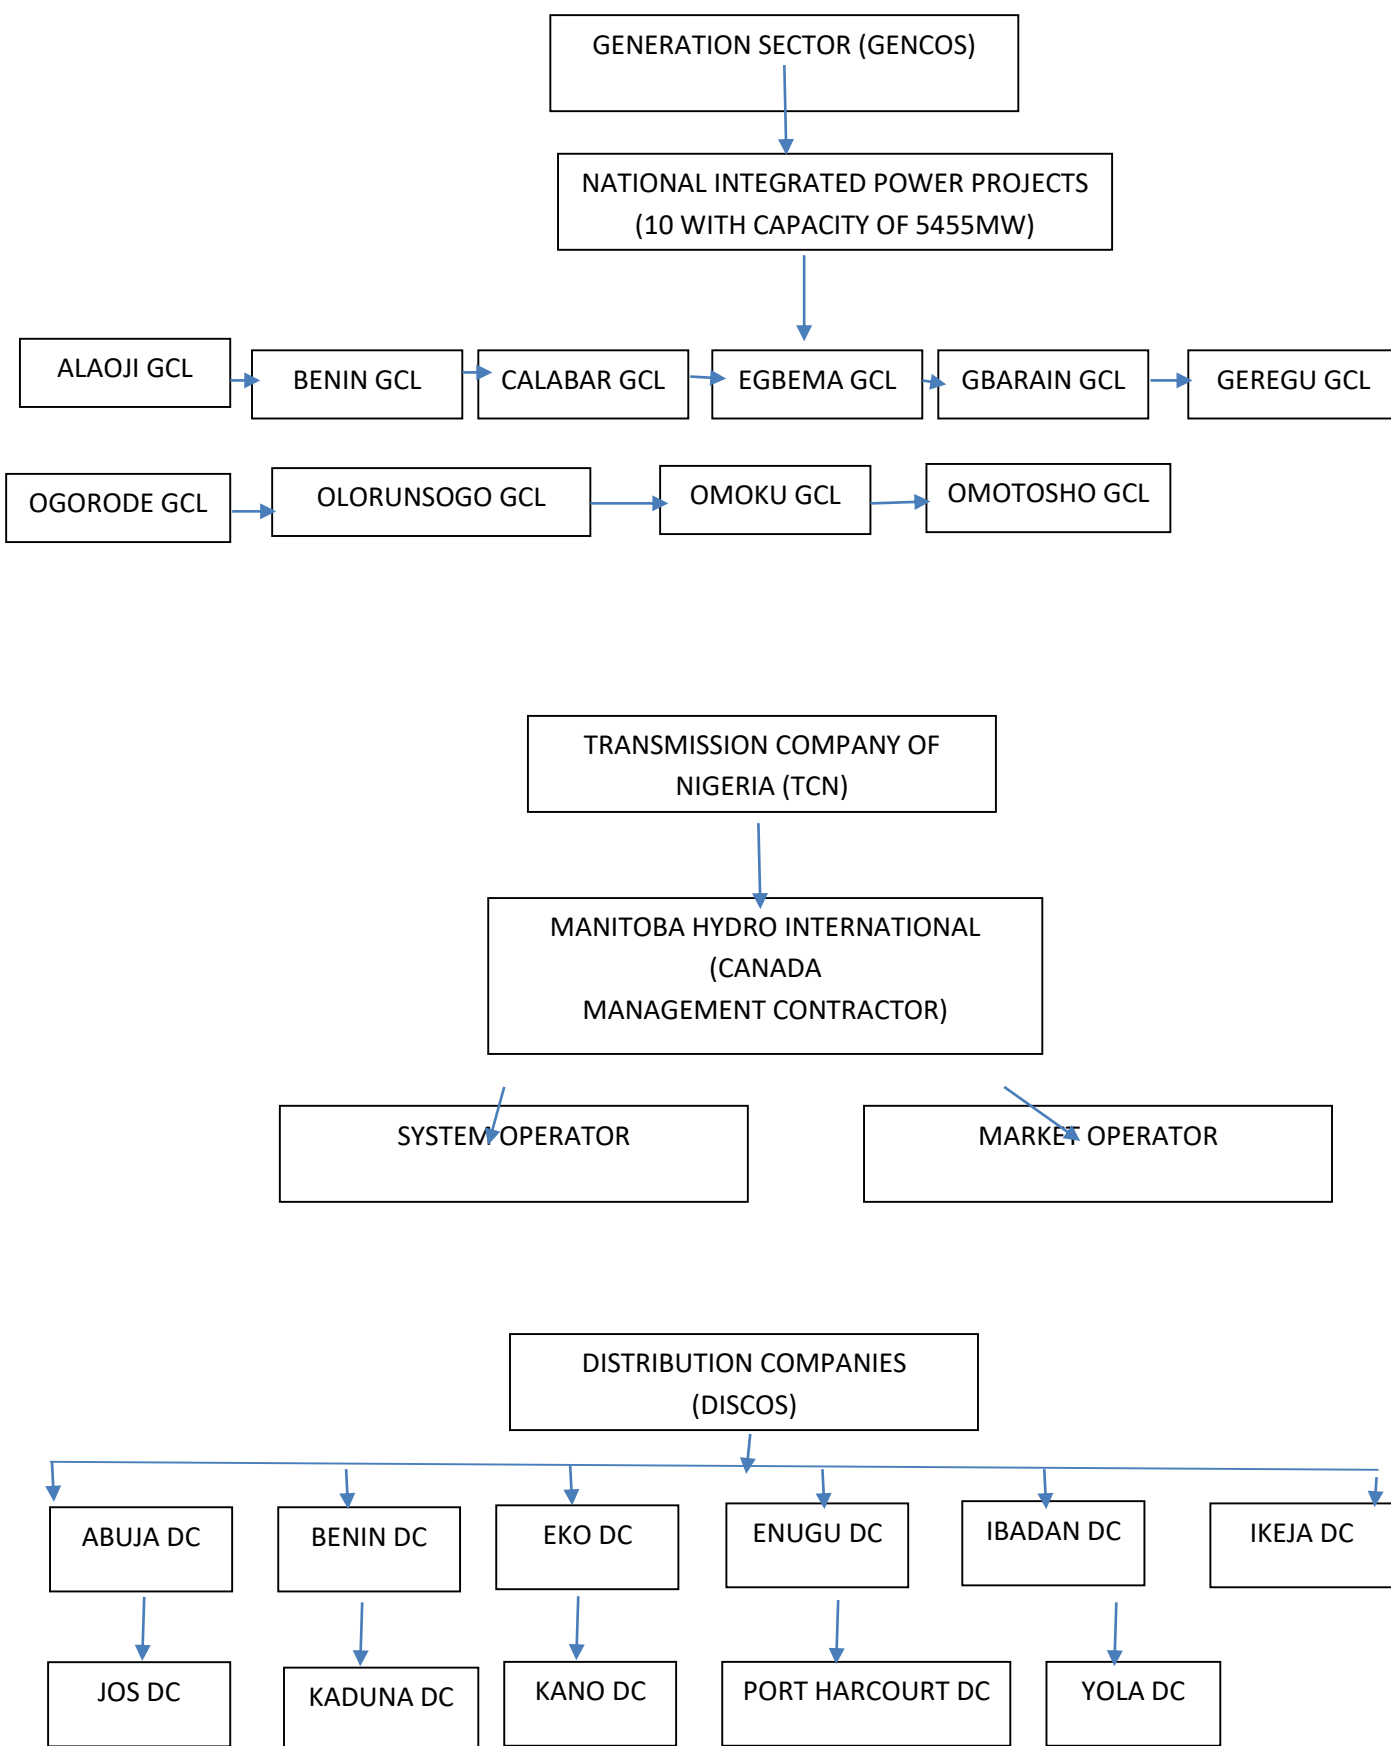 GENERATION SECTOR (GENCOS)
NATIONAL INTEGRATED POWER PROJECTS
(10 WITH CAPACITY OF 5455MW)
ALAOJI GCL
BENIN GCL
CALABAR GCL
EGBEMA GCL
GBARAIN GCL
GEREGU GCL
OGORODE GCL
OLORUNSOGO GCL
OMOKU GCL
OMOTOSHO GCL
TRANSMISSION COMPANY OF
NIGERIA (TCN)
MANITOBA HYDRO INTERNATIONAL
(CANADA
MANAGEMENT CONTRACTOR)
SYSTEM OPERATOR
MARKET OPERATOR
DISTRIBUTION COMPANIES
(DISCOS)
ABUJA DC
BENIN DC
EKO DC
ENUGU DC
IBADAN DC
IKEJA DC
JOS DC
KADUNA DC
KANO DC
PORT HARCOURT DC
YOLA DC